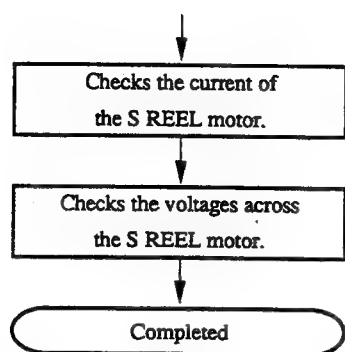 Checks the current of
the S REEL motor.
Checks the voltages across
the S REEL motor.
Completed